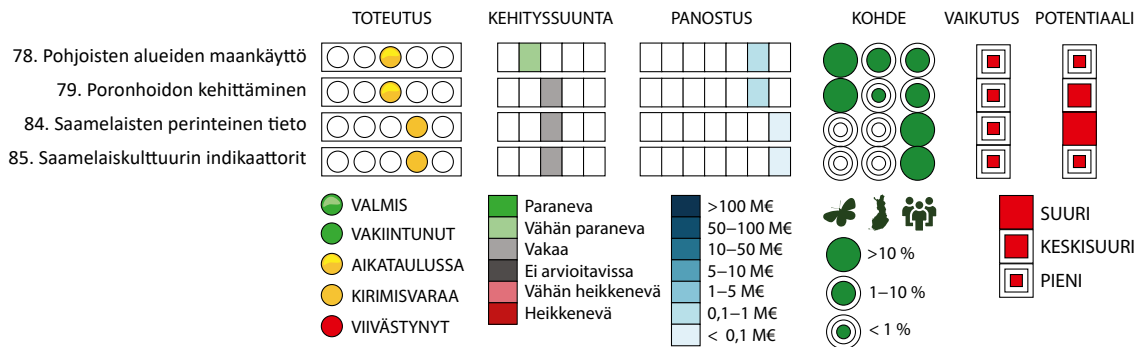 TOTEUTUS KEHITYSSUUNTA PANOSTUS KOHDE VAIKUTUS POTENTIAALI
78. Pohjoisten alueiden maankäyttö
79. Poronhoidon kehittäminen
84. Saamelaisten perinteinen tieto
85. Saamelaiskulttuurin indikaattorit
VALMIS
VAKIINTUNUT
AIKATAULUSSA
KIRIMISVARAA
VIIVÄSTYNYT
Paraneva
Vähän paraneva
Vakaa
Ei arvioitavissa
Vähän heikkenevä
Heikkenevä
>100 M€
50–100 M€
10–50 M€
5–10 M€
1–5 M€
0,1–1 M€
< 0,1 M€
>10 %
1–10 %
< 1 %
SUURI
KESKISUURI
PIENI